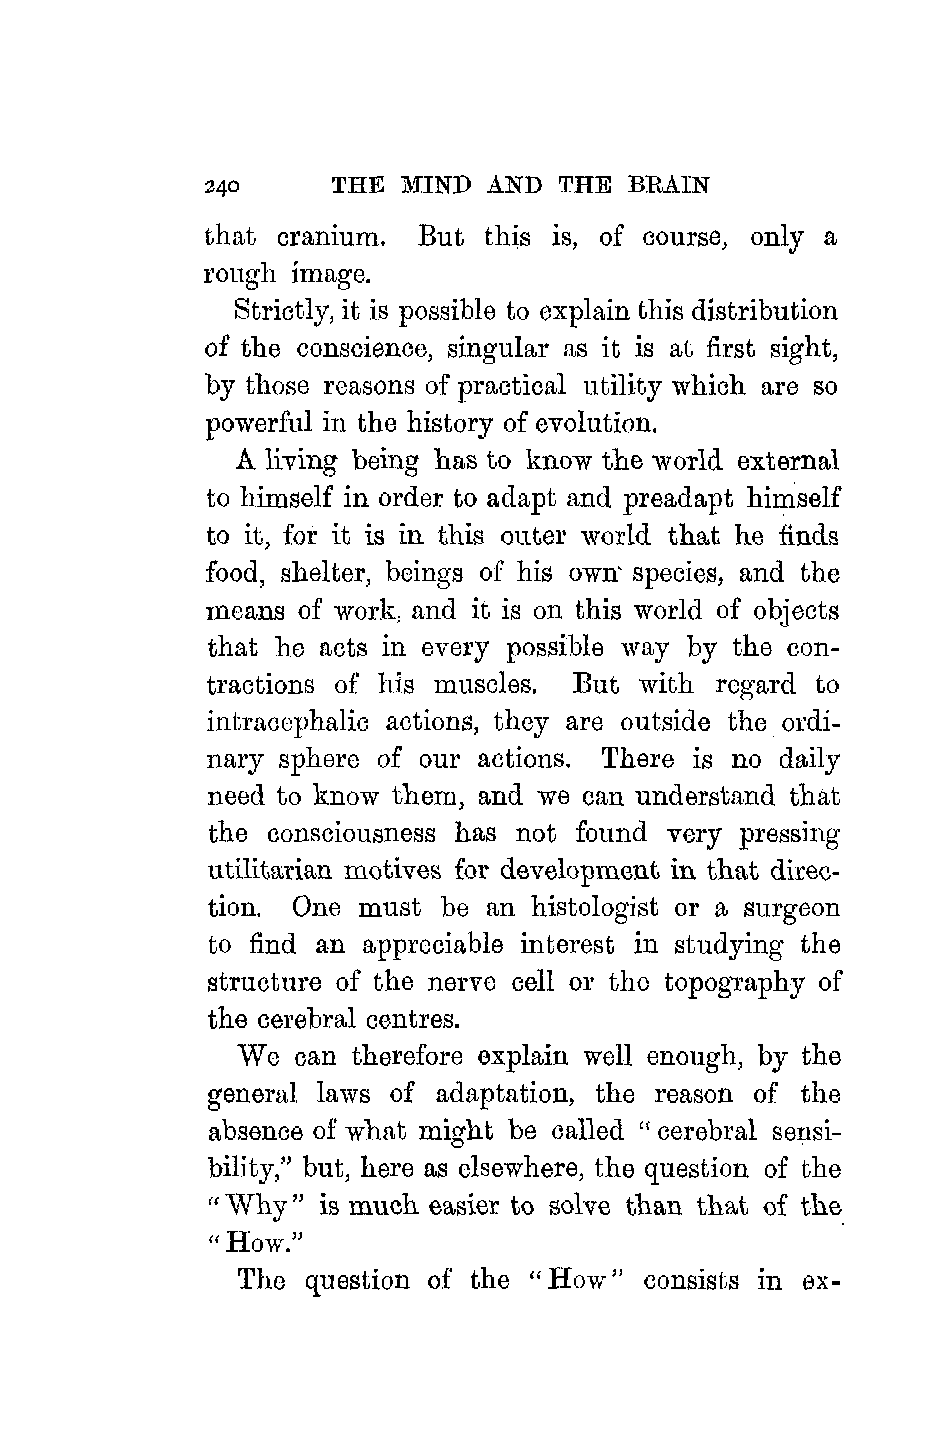 240 THE MIND AND THE BRAIN
that cranium. But this is, of course, only a
rough image.
Strictly, it is possible to explain this distribution
of the conscience, singular as it is at first sight,
by those reasons of practical utility which are so
powerful in the history of evolution.
A living being has to know the world external
to himself in order to adapt and preadapt himself
to it, for it is in this outer world that he finds
food, shelter, beings of his own species, and the
means of work, and it is on this world of objects
that he acts in every possible way by the con-
tractions of his muscles. But with regard to
intracephalic actions, they are outside the ordi-
nary sphere of our actions. There is no daily
need to know them, and we can understand that
the consciousness has not found very pressing
utilitarian motives for development in that direc-
tion. One must be an histologist or a surgeon
to find an appreciable interest in studying the
structure of the nerve cell or the topography of
the cerebral centres.
We can therefore explain well enough, by the
general laws of adaptation, the reason of the
absence of what might be called "cerebral sensi-
bility," but, here as elsewhere, the question of the
"Why" is much easier to solve than that of the
"How."
The question of the "How" consists in ex-